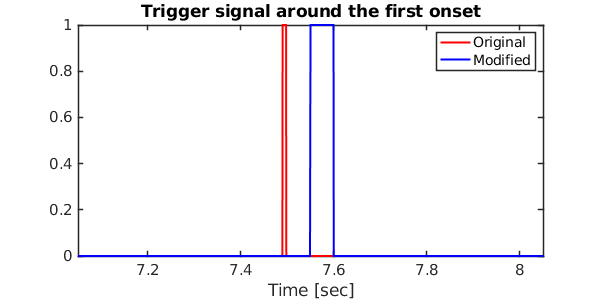 Trigger signal around the first onset
1
0.8
0.6
0.4
0.2
0
Original
Modified
7.2 7.4 7.6 7.8 8
Time [sec]